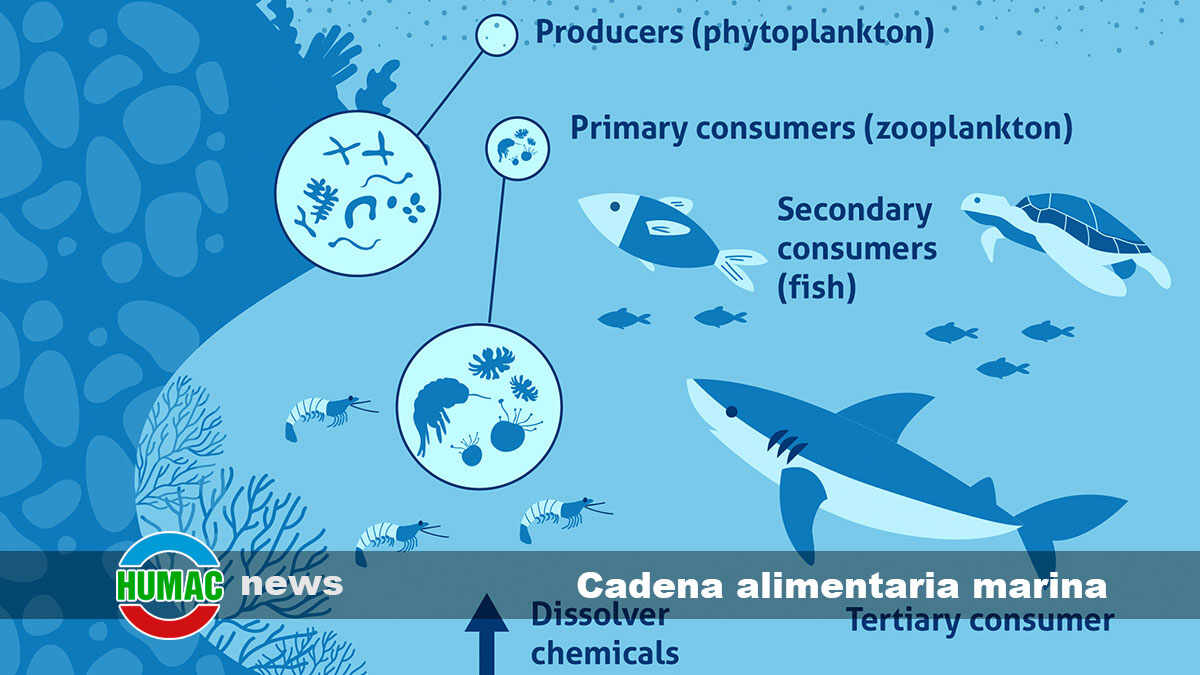 Producers (phytoplankton)
Primary consumers (zooplankton)
Secondary
consumers
(fish)
HUMAC news
Cadena alimentaria marina
Dissolver
chemicals
Tertiary consumer